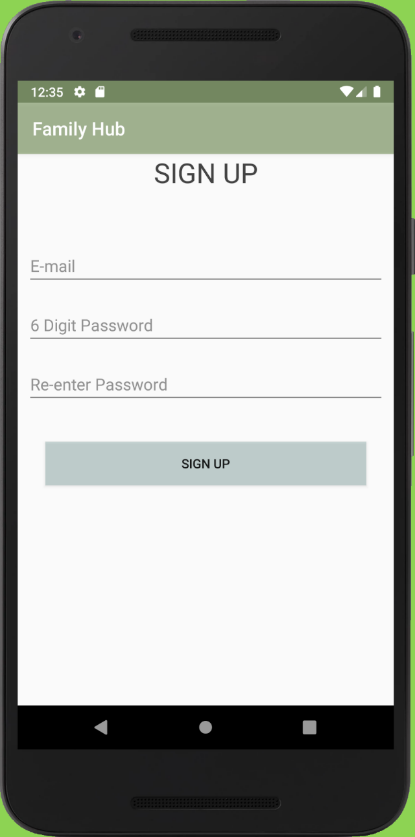 12:35
Family Hub
SIGN UP
E-mail
6 Digit Password
Re-enter Password
SIGN UP